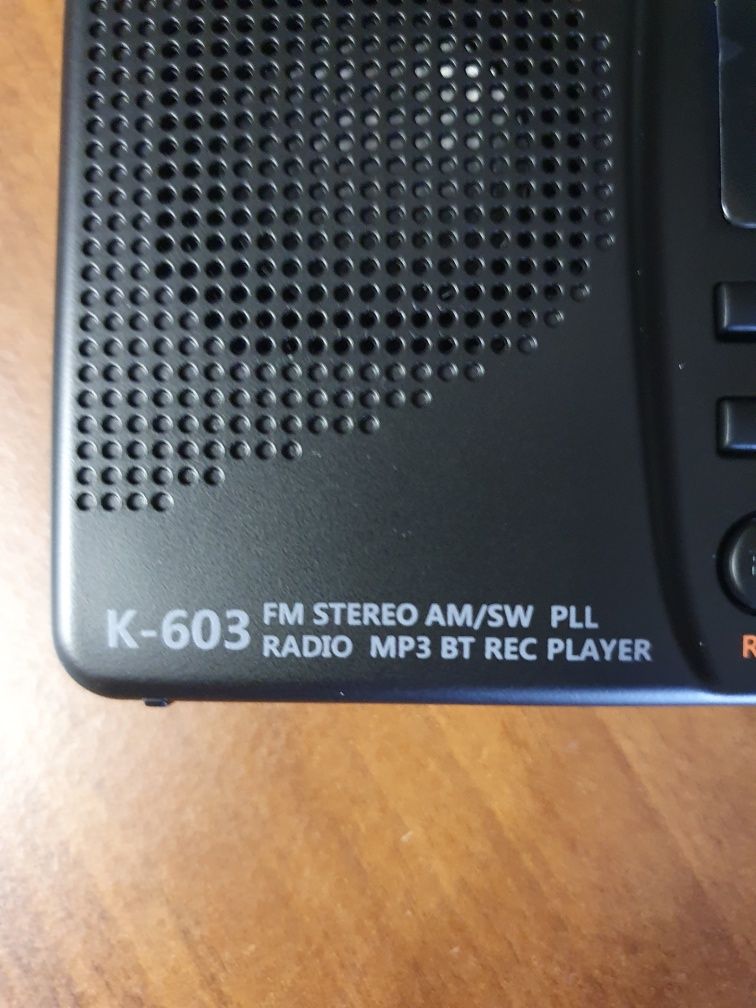 K-603 FM STEREO AM/SW PLL
RADIO MP3 BT REC PLAYER
R